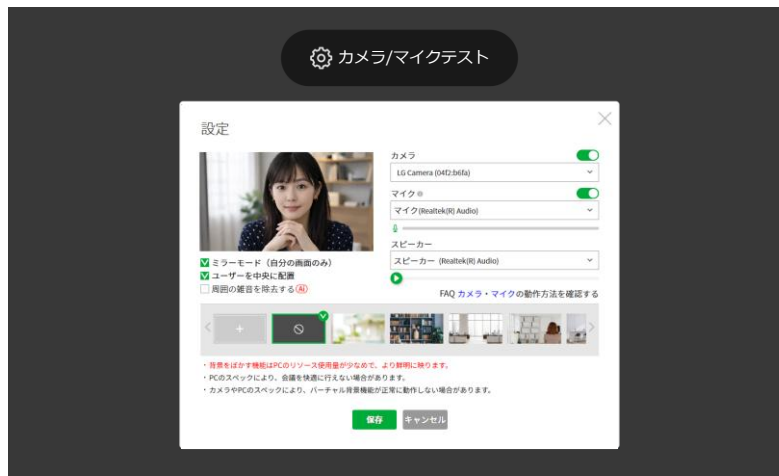 カメラ/マイクテスト
設定
カメラ
LG Camera (04f2:b6fa)
マイク
マイク(Realtek(R) Audio)
スピーカー
スピーカー (Realtek(R) Audio)
ミラーモード（自分の画面のみ）
ユーザーを中央に配置
周囲の雑音を除去する AI
FAQ カメラ・マイクの動作方法を確認する
・背景をぼかす機能はPCのリソース使用量が少なめで、より鮮明に映ります。
・PCのスペックにより、会議を快適に行えない場合があります。
・カメラやPCのスペックにより、バーチャル背景機能が正常に動作しない場合があります。
保存 キャンセル